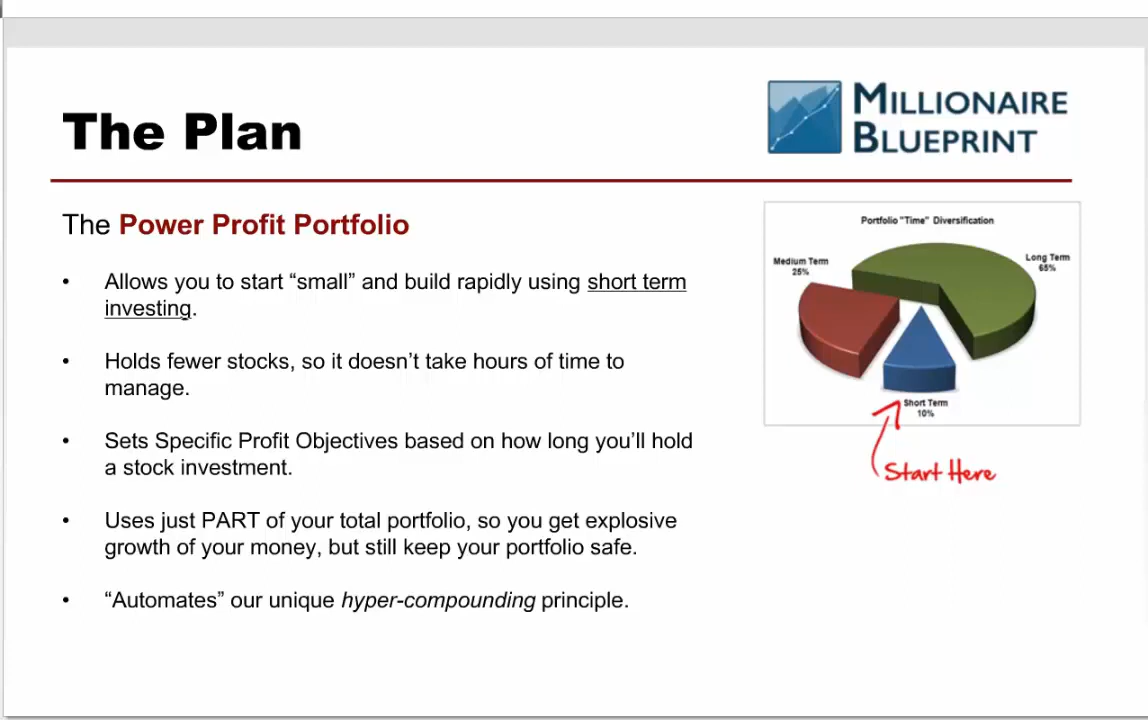 The Plan
MILLIONAIRE
BLUEPRINT
The Power Profit Portfolio
• Allows you to start “small” and build rapidly using short term
investing.
• Holds fewer stocks, so it doesn’t take hours of time to
manage.
• Sets Specific Profit Objectives based on how long you’ll hold
a stock investment.
• Uses just PART of your total portfolio, so you get explosive
growth of your money, but still keep your portfolio safe.
• “Automates” our unique hyper-compounding principle.
Portfolio "Time" Diversification
Medium Term
25%
Long Term
65%
Short Term
10%
Start Here